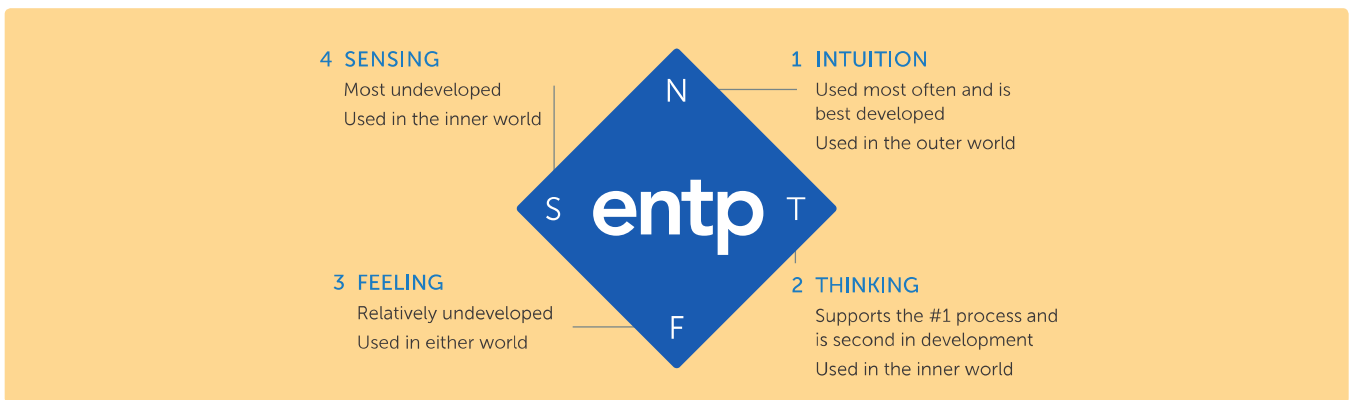 4 SENSING
Most undeveloped
Used in the inner world
N
1 INTUITION
Used most often and is
best developed
Used in the outer world
S
entp
T
3 FEELING
Relatively undeveloped
Used in either world
F
2 THINKING
Supports the #1 process and
is second in development
Used in the inner world